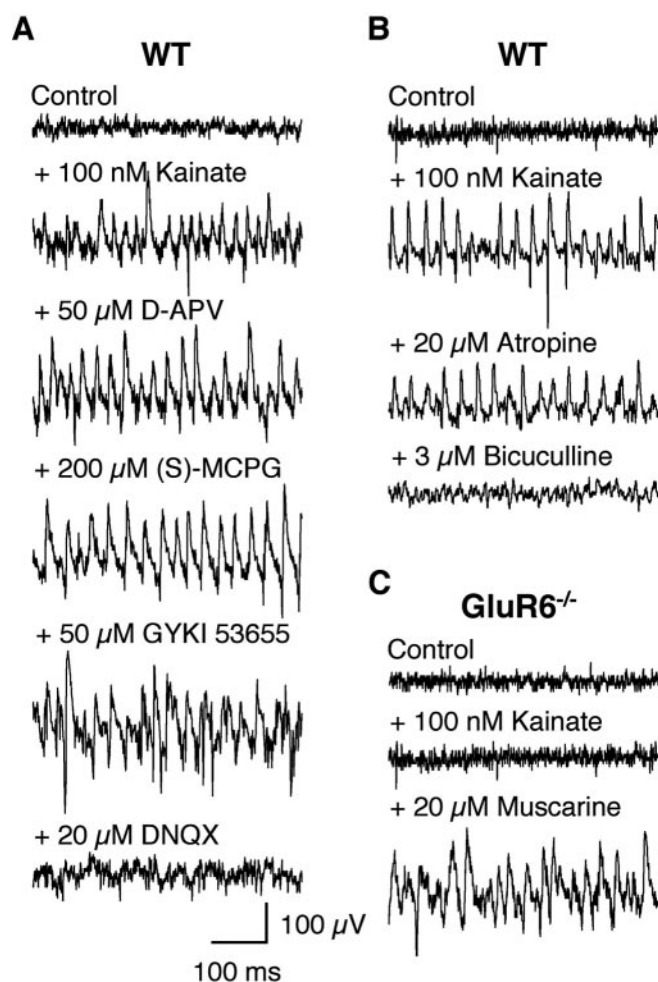 A
WT
Control
+ 100 nM Kainate
+ 50 µM D-APV
+ 200 µM (S)-MCPG
+ 50 µM GYKI 53655
+ 20 µM DNQX
100 µV
100 ms
B
WT
Control
+ 100 nM Kainate
+ 20 µM Atropine
+ 3 µM Bicuculline
C
GluR6-/-
Control
+ 100 nM Kainate
+ 20 µM Muscarine